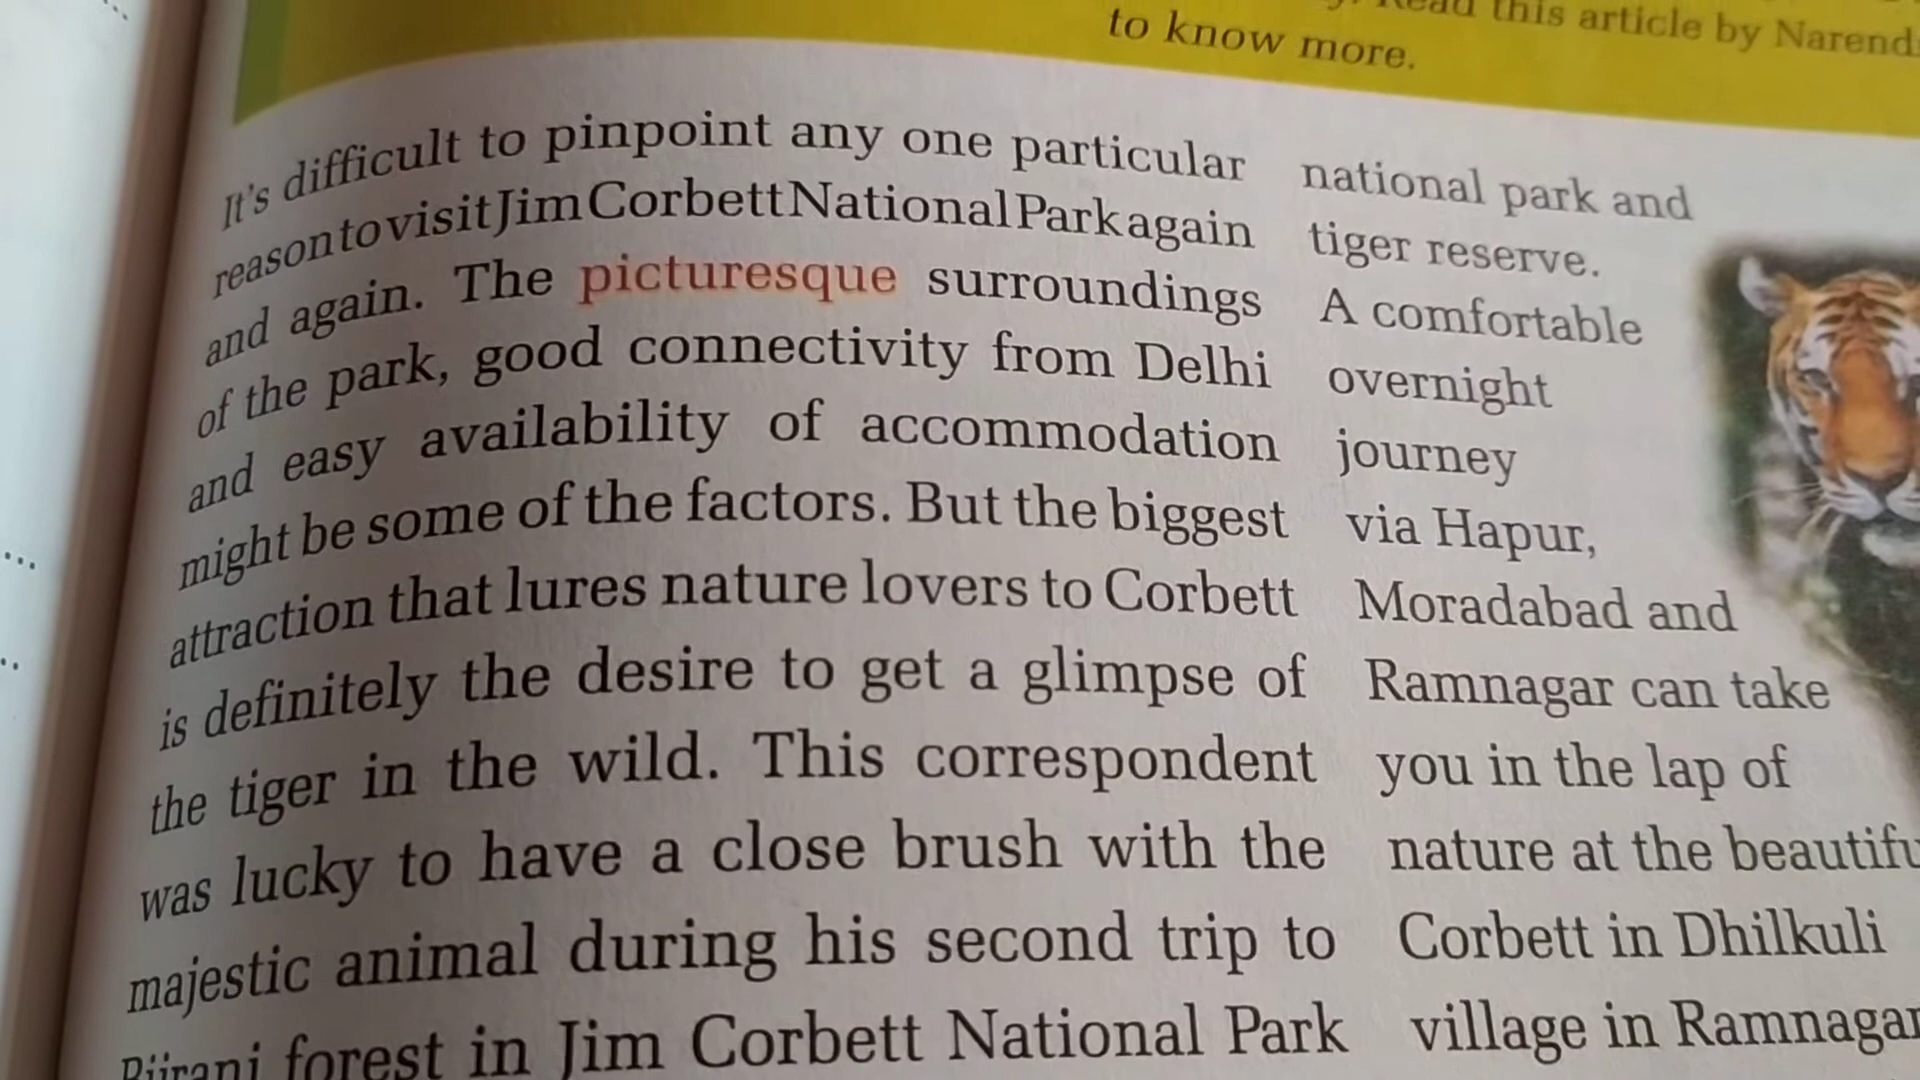 Read this article by
to know more.
It's difficult to pinpoint any one particular
reason to visit Jim Corbett National Park again
and again. The picturesque surroundings
of the park, good connectivity from Delhi
and easy availability of accommodation
might be some of the factors. But the biggest
attraction that lures nature lovers to Corbett
is definitely the desire to get a glimpse of
the tiger in the wild. This correspondent
was lucky to have a close brush with the
majestic animal during his second trip to
forest in Jim Corbett National Park
national park and
tiger reserve.
A comfortable
overnight
journey
via Hapur,
Moradabad and
Ramnagar can take
you in the lap of
nature at the
Corbett in Dhilkuli
village in Ramnagar